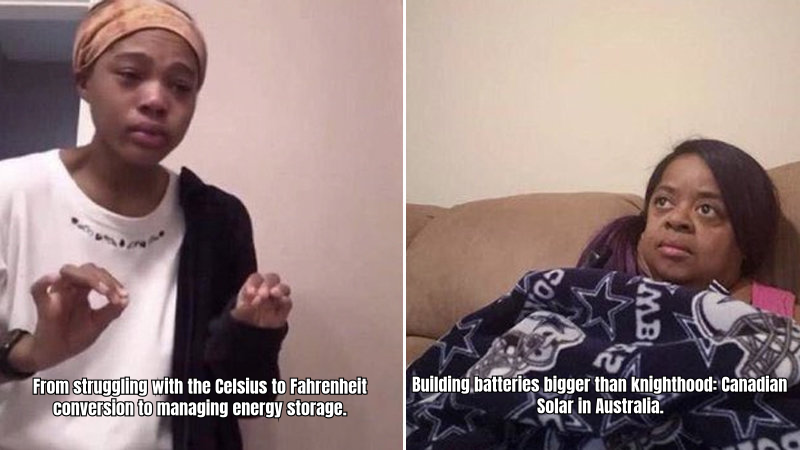 From struggling with the Celsius to Fahrenheit
conversion to managing energy storage.
Building batteries bigger than knighthood: Canadian
Solar in Australia.